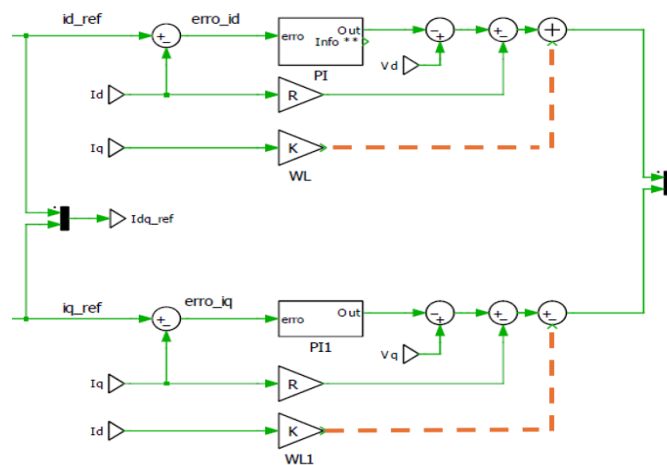 id_ref
erro_id
erro
Out
Info **
PI
Vd
Id
R
Iq
K
WL
Idq_ref
iq_ref
erro_iq
erro
Out
PI1
Vq
Iq
R
Id
K
WL1